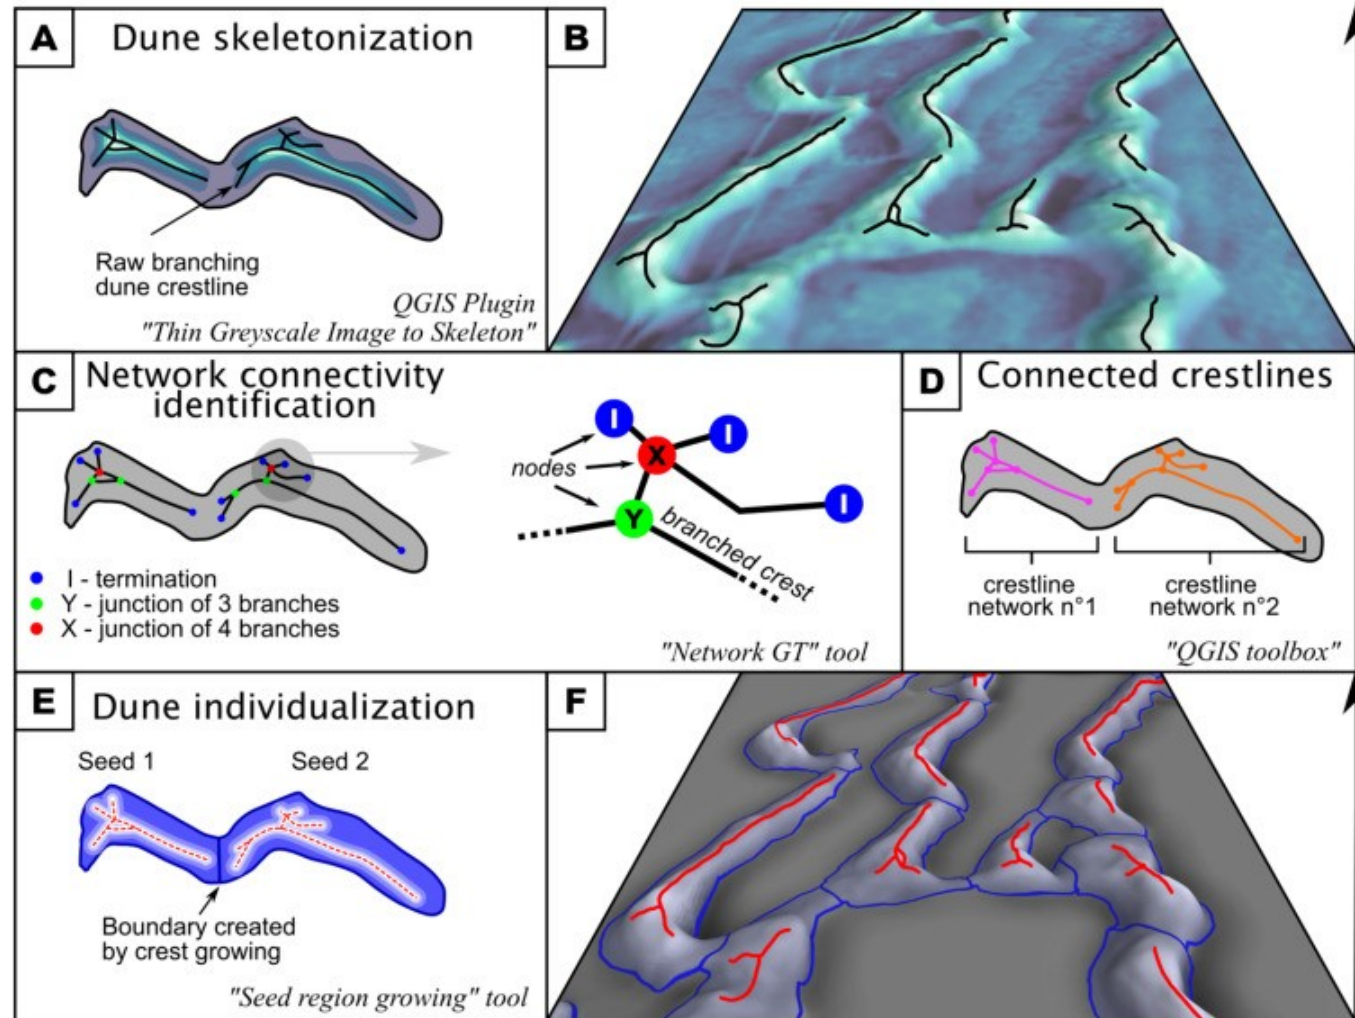 A
Dune skeletonization
Raw branching
dune crestline
QGIS Plugin
"Thin Greyscale Image to Skeleton"
B
C
Network connectivity
identification
nodes
I
I
X
I
Y
branched crest
I - termination
Y - junction of 3 branches
X - junction of 4 branches
"Network GT" tool
D
Connected crestlines
crestline
network n°1
crestline
network n°2
"QGIS toolbox"
E
Dune individualization
Seed 1
Seed 2
Boundary created
by crest growing
"Seed region growing" tool
F